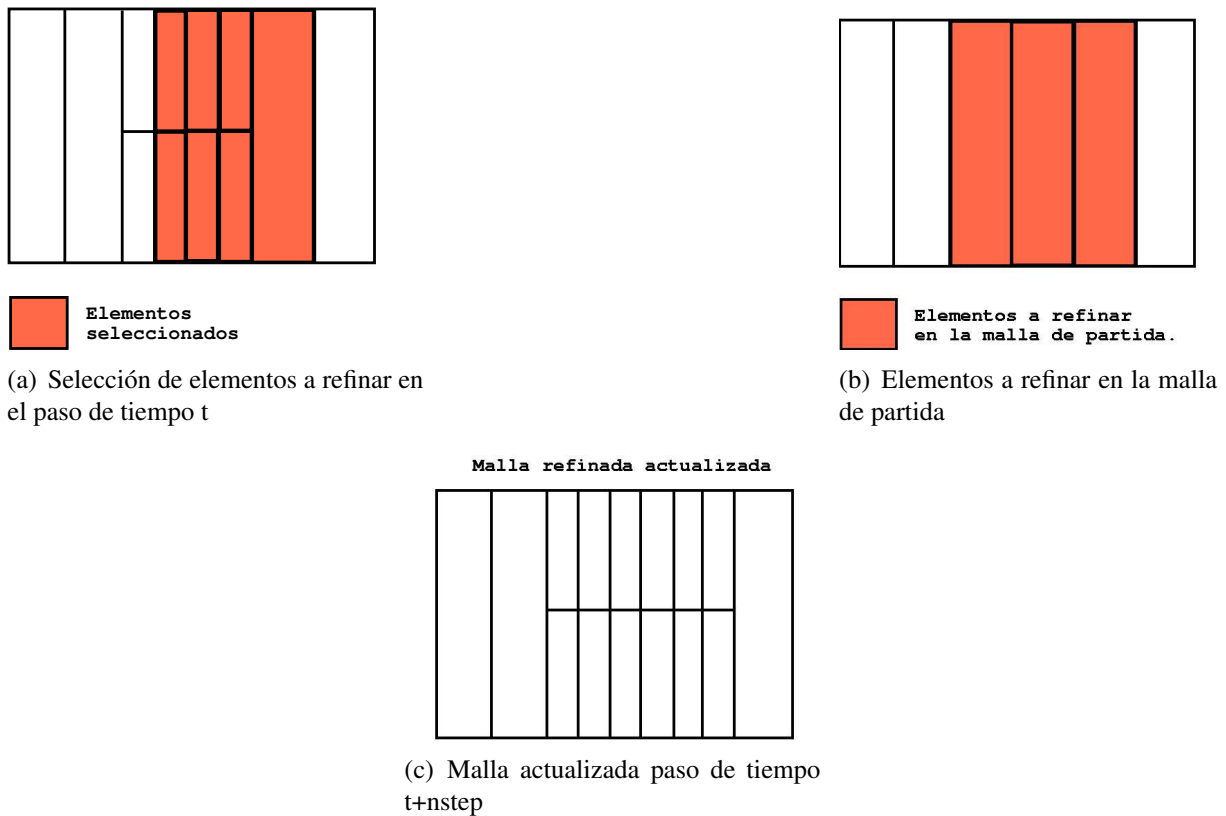 Elementos
seleccionados
(a) Selección de elementos a refinar en
el paso de tiempo t
Elementos a refinar
en la malla de partida.
(b) Elementos a refinar en la malla
de partida
Malla refinada actualizada
(c) Malla actualizada paso de tiempo
t+nstep